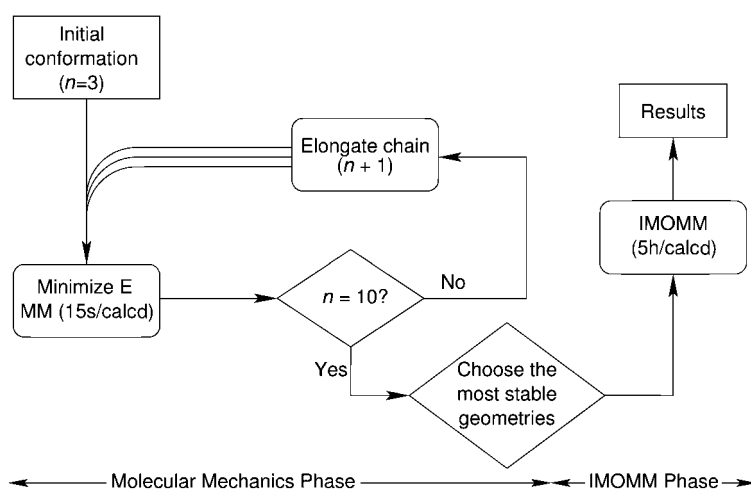 Initial
conformation
(n=3)
Elongate chain
(n + 1)
Results
IMOMM
(5h/calcd)
Minimize E
MM (15s/calcd)
n = 10?
No
Yes
Choose the
most stable
geometries
Molecular Mechanics Phase
IMOMM Phase